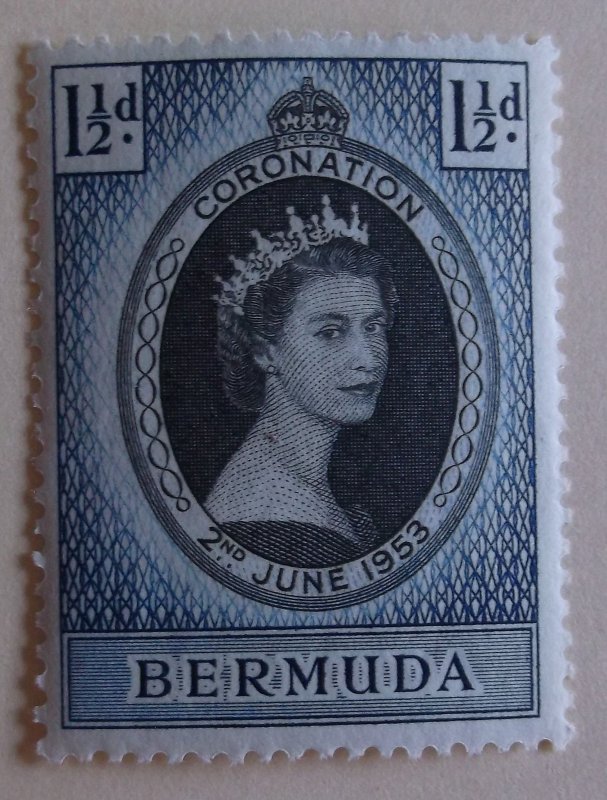 1½d.
1½d.
CORONATION
2ND JUNE 1953
BERMUDA